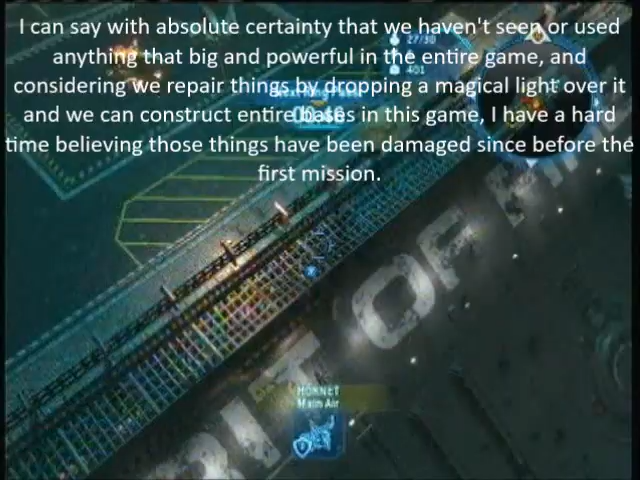 I can say with absolute certainty that we haven't seen or used
anything that big and powerful in the entire game, and
considering we repair things by dropping a magical light over it
and we can construct entire bases in this game, I have a hard
time believing those things have been damaged since before the
first mission.
27/30
401
RIT OF
HORNET
Main Air